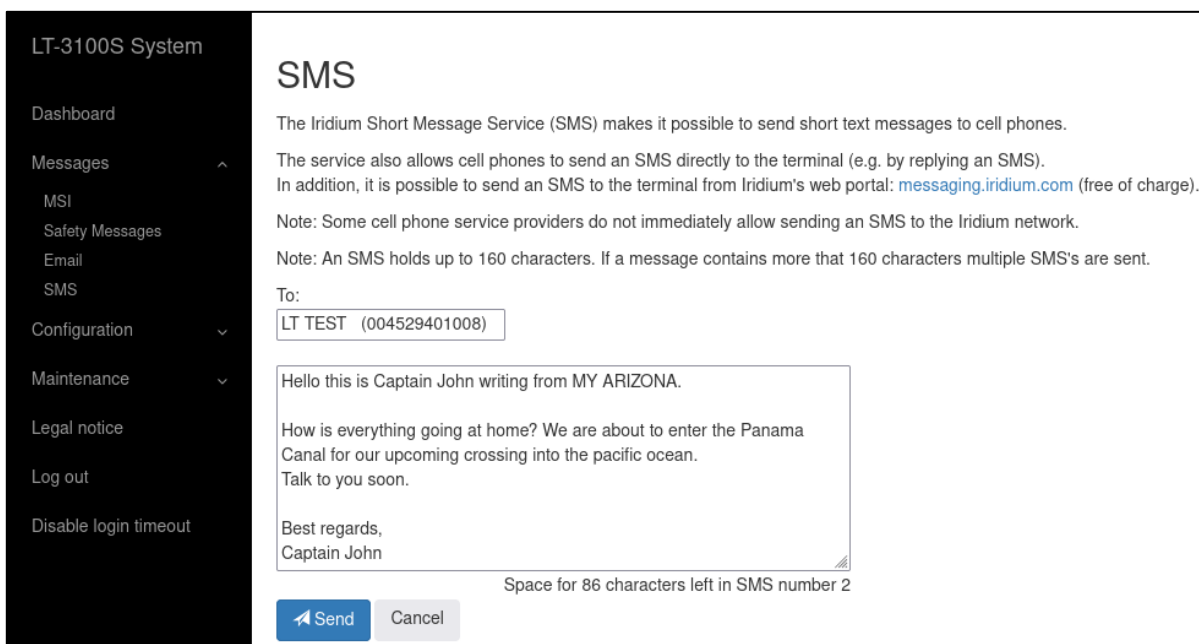 LT-3100S System
Dashboard
Messages
MSI
Safety Messages
Email
SMS
Configuration
Maintenance
Legal notice
Log out
Disable login timeout
SMS
The Iridium Short Message Service (SMS) makes it possible to send short text messages to cell phones.
The service also allows cell phones to send an SMS directly to the terminal (e.g. by replying an SMS).
In addition, it is possible to send an SMS to the terminal from Iridium's web portal: messaging.iridium.com (free of charge).
Note: Some cell phone service providers do not immediately allow sending an SMS to the Iridium network.
Note: An SMS holds up to 160 characters. If a message contains more that 160 characters multiple SMS's are sent.
To:
LT TEST (004529401008)
Hello this is Captain John writing from MY ARIZONA.
How is everything going at home? We are about to enter the Panama
Canal for our upcoming crossing into the pacific ocean.
Talk to you soon.
Best regards,
Captain John
Space for 86 characters left in SMS number 2
Send Cancel